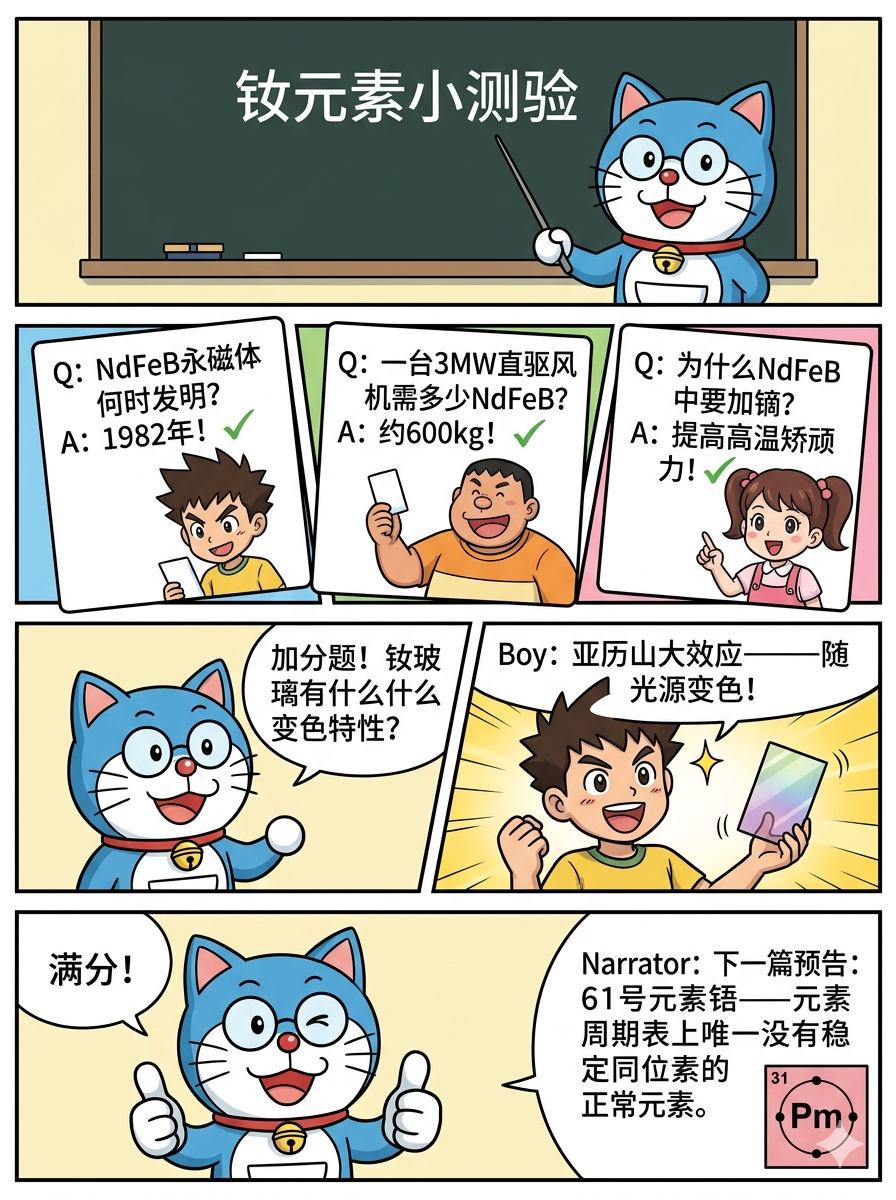 钕元素小测验
Q：NdFeB永磁体
何时发明？
A：1982年！
Q：一台3MW直驱风
机需多少NdFeB？
A：约600kg！
Q：为什么NdFeB
中要加镝？
A：提高高温矫顽
力！
加分题！钕玻
璃有什么什么
变色特性？
Boy：亚历山大效应———随
光源变色！
满分！
Narrator：下一篇预告：
61号元素钷——元素
周期表上唯一没有稳
定同位素的
正常元素。
31
Pm